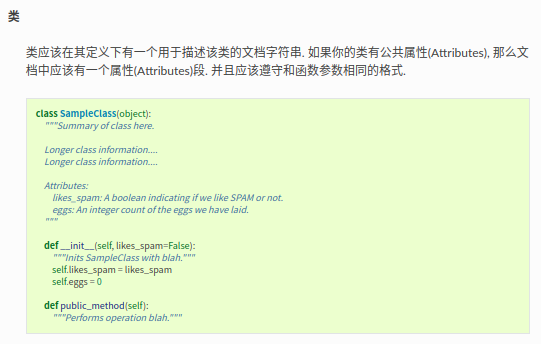 类
类应该在其定义下有一个用于描述该类的文档字符串. 如果你的类有公共属性(Attributes), 那么文
档中应该有一个属性(Attributes)段. 并且应该遵守和函数参数相同的格式.
class SampleClass(object):
    """Summary of class here.

    Longer class information....
    Longer class information....

    Attributes:
        likes_spam: A boolean indicating if we like SPAM or not.
        eggs: An integer count of the eggs we have laid.
    """

    def __init__(self, likes_spam=False):
        """Inits SampleClass with blah."""
        self.likes_spam = likes_spam
        self.eggs = 0

    def public_method(self):
        """Performs operation blah."""